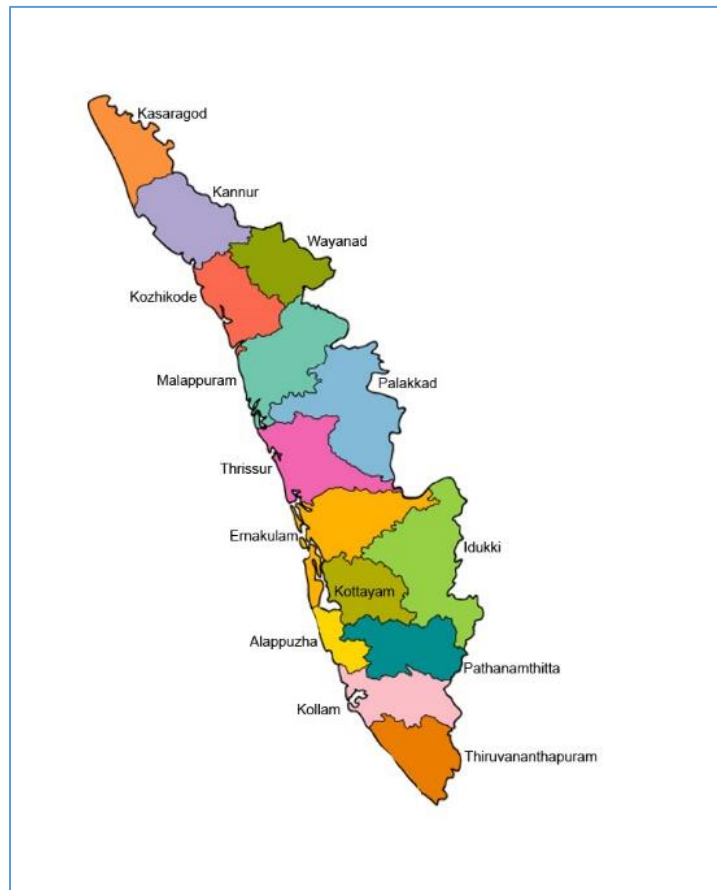 Kasaragod
Kannur
Wayanad
Kozhikode
Malappuram
Palakkad
Thrissur
Ernakulam
Idukki
Kottayam
Alappuzha
Pathanamthitta
Kollam
Thiruvananthapuram